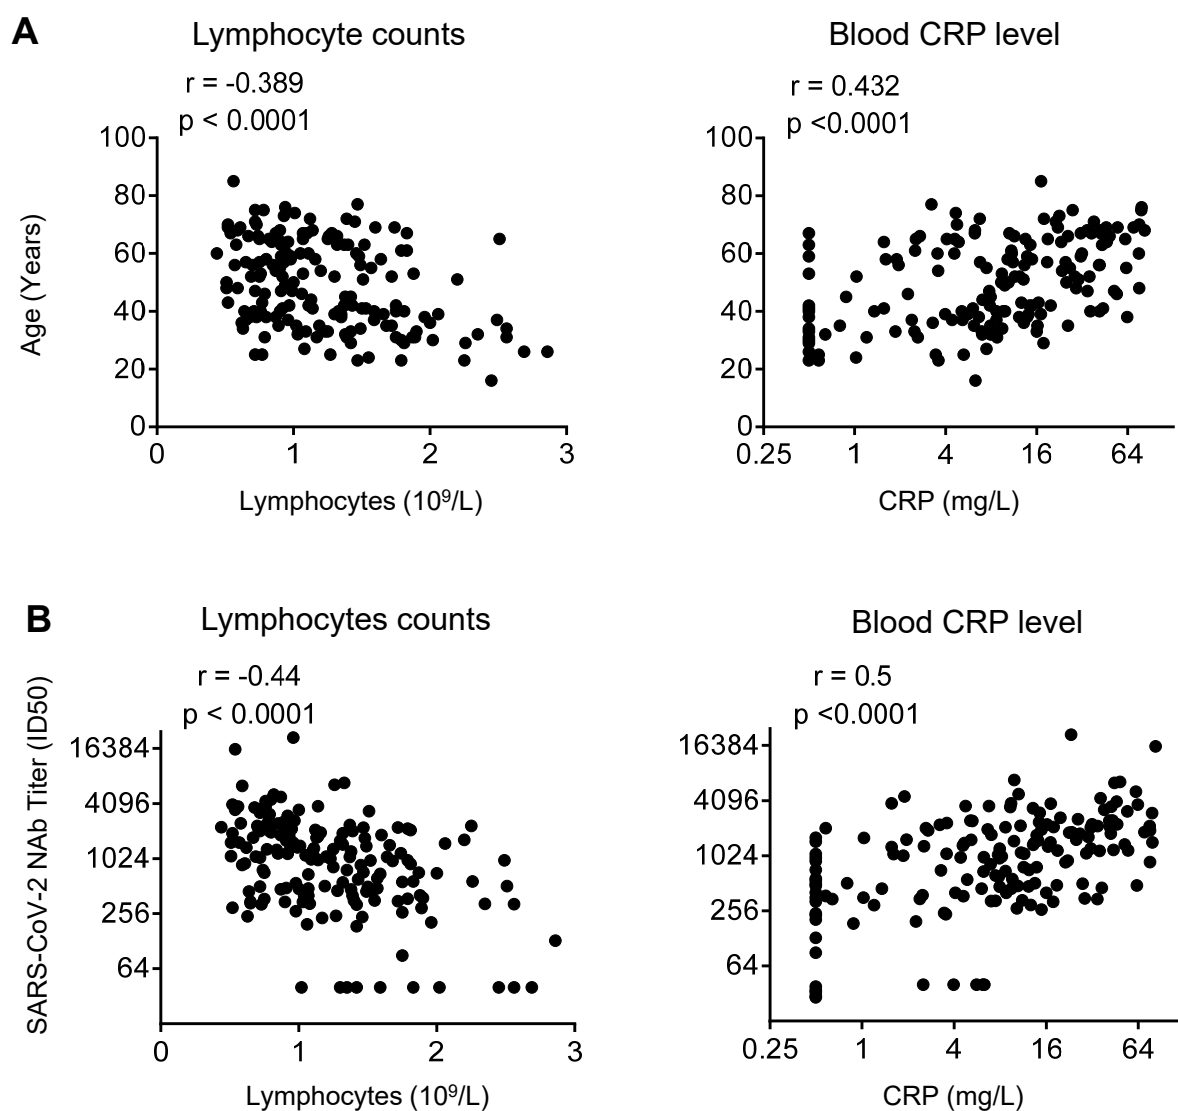 A
Lymphocyte counts
r = -0.389
p < 0.0001
Age (Years)
100
80
60
40
20
0
0 1 2 3
Lymphocytes (10⁹/L)
Blood CRP level
r = 0.432
p <0.0001
100
80
60
40
20
0
0.25 1 4 16 64
CRP (mg/L)
B
Lymphocytes counts
r = -0.44
p < 0.0001
SARS-CoV-2 NAb Titer (ID50)
16384
4096
1024
256
64
0 1 2 3
Lymphocytes (10⁹/L)
Blood CRP level
r = 0.5
p <0.0001
16384
4096
1024
256
64
0.25 1 4 16 64
CRP (mg/L)